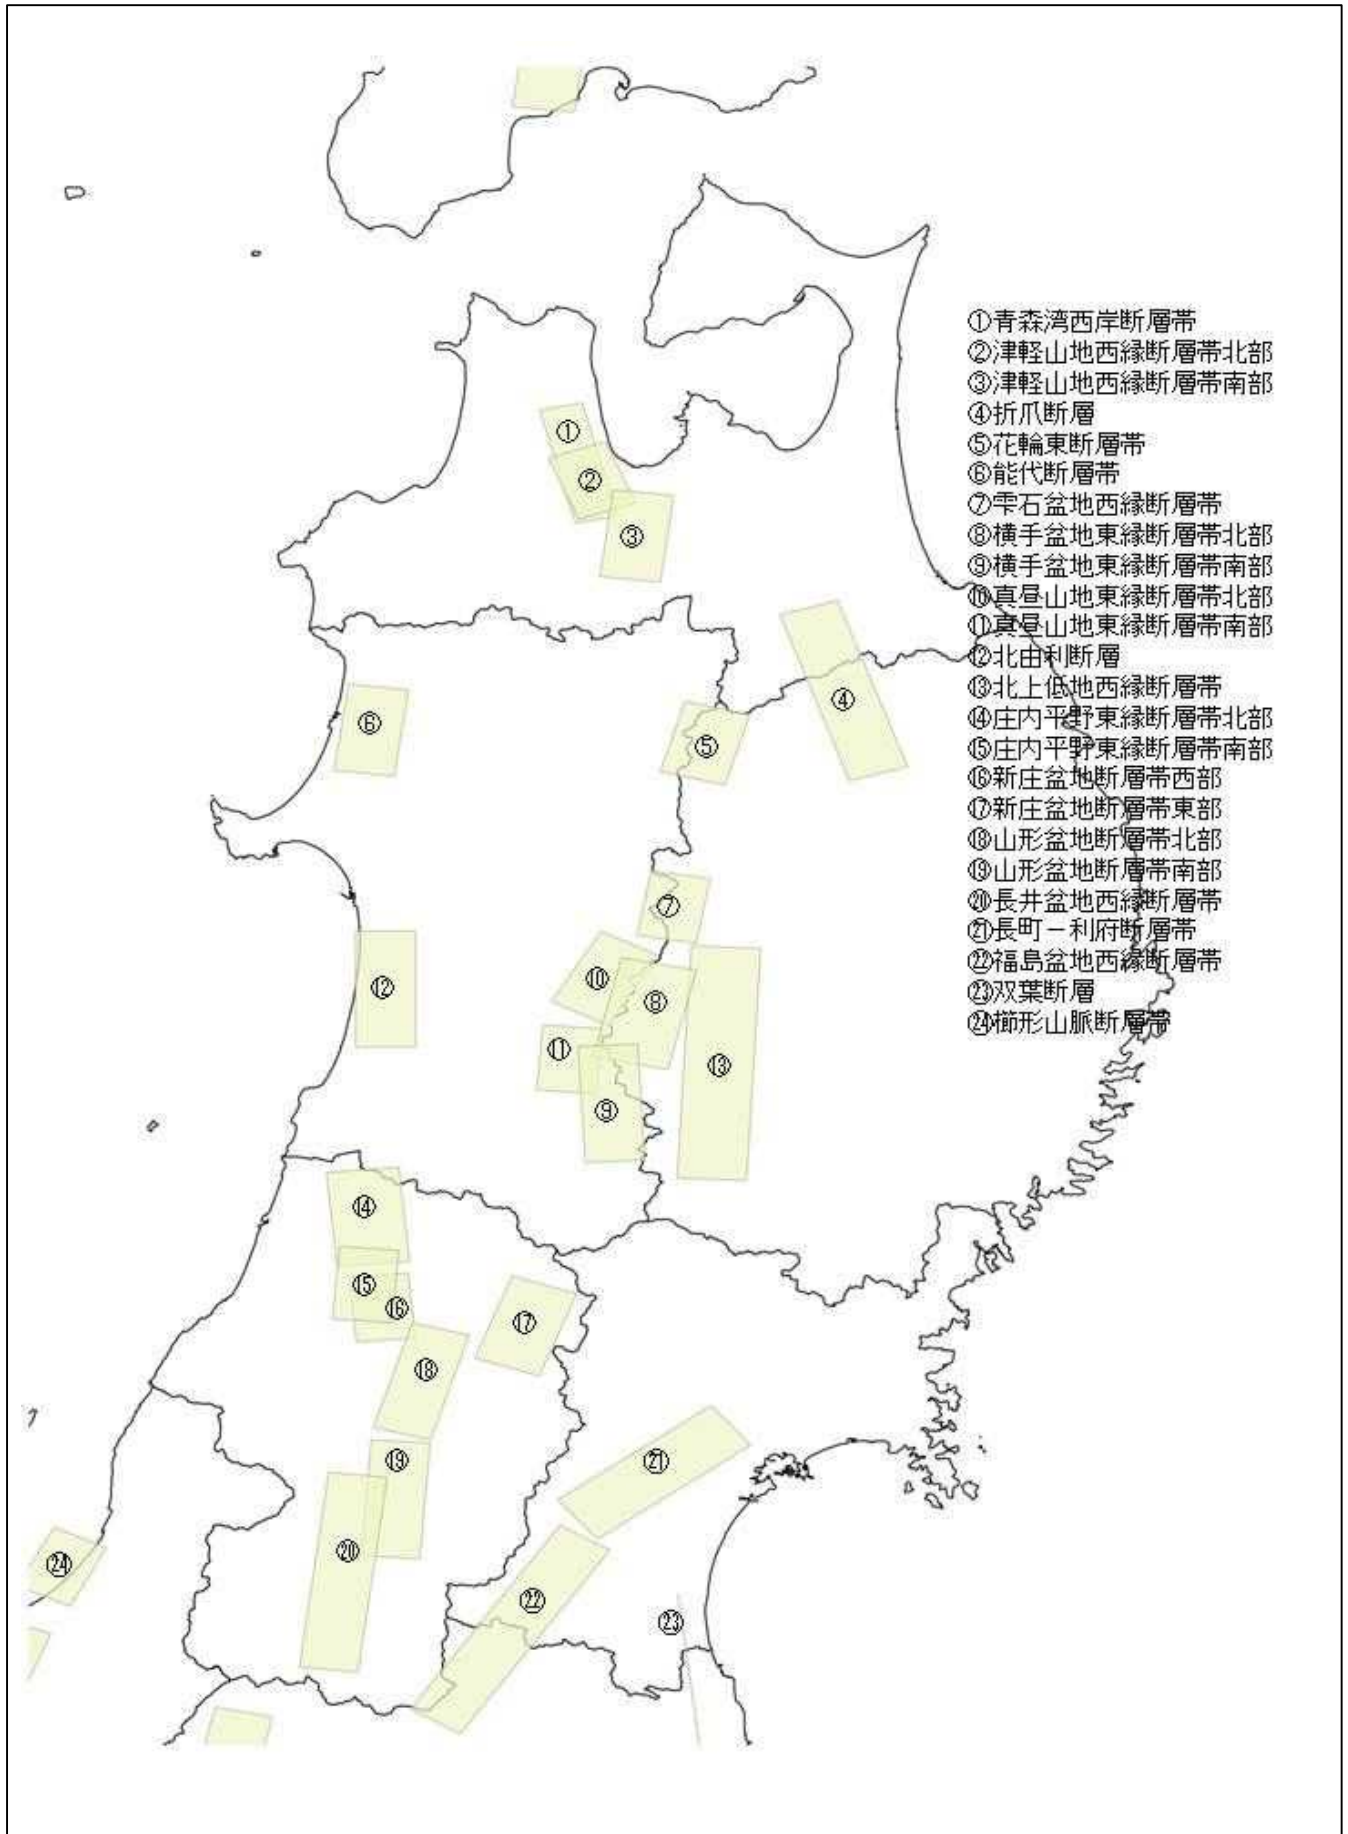 ①青森湾西岸断層帯
②津軽山地西縁断層帯北部
③津軽山地西縁断層帯南部
④折爪断層
⑤花輪東断層帯
⑥能代断層帯
⑦雫石盆地西縁断層帯
⑧横手盆地東縁断層帯北部
⑨横手盆地東縁断層帯南部
⑩真昼山地東縁断層帯北部
⑪真昼山地東縁断層帯南部
⑫北由利断層
⑬北上低地西縁断層帯
⑭庄内平野東縁断層帯北部
⑮庄内平野東縁断層帯南部
⑯新庄盆地断層帯西部
⑰新庄盆地断層帯東部
⑱山形盆地断層帯北部
⑲山形盆地断層帯南部
⑳長井盆地西縁断層帯
㉑長町－利府断層帯
㉒福島盆地西縁断層帯
㉓双葉断層
㉔櫛形山脈断層帯
①
②
③
④
⑥
⑤
⑦
⑩
⑫
⑧
⑪
⑬
⑨
⑭
⑮
⑯
⑰
⑱
⑲
㉑
⑳
㉔
㉒
㉓